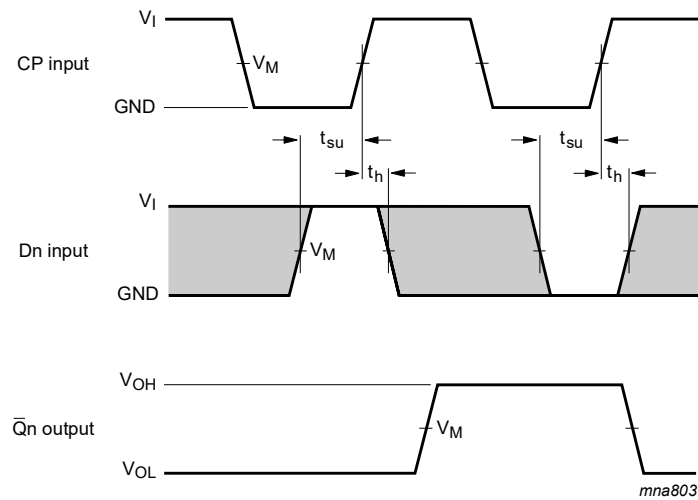 V_I
CP input
V_M
GND
t_su
t_su
t_h
t_h
V_I
Dn input
V_M
GND
V_OH
Q̅n output
V_M
V_OL
mna803